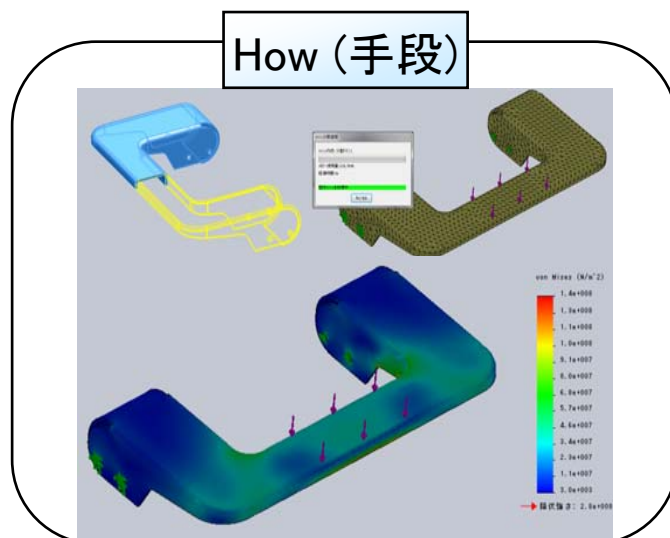 How (手段)
von Mises (N/m^2)
1.4e+008
1.3e+008
1.1e+008
1.0e+008
9.1e+007
8.0e+007
6.8e+007
5.7e+007
4.6e+007
3.4e+007
2.3e+007
1.1e+007
3.0e+003
降伏強さ: 2.8e+008